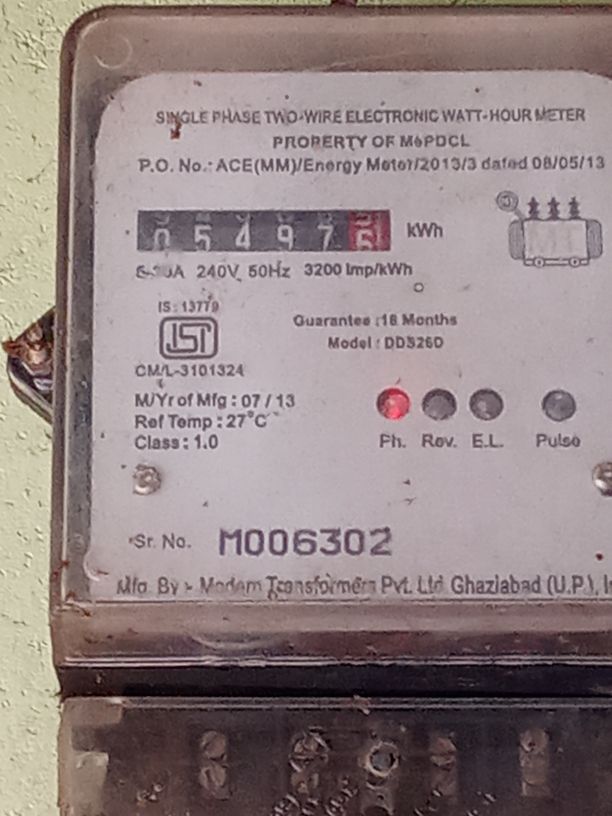 SINGLE PHASE TWO-WIRE ELECTRONIC WATT-HOUR METER
PROPERTY OF MePDCL
P.O. No.: ACE(MM)/Energy Meter/2013/3 dated 08/05/13
0 5 4 9 7 6 kWh
240V, 50Hz 3200 Imp/kWh
IS : 13779
ISI
CM/L-3101324
Guarantee :18 Months
Model : DDS26D
M/Yr of Mfg : 07 / 13
Ref Temp : 27°C
Class : 1.0
Ph. Rev. E.L. Pulse
Sr. No. M006302
Mfg. By :- Modern Transformers Pvt. Ltd Ghaziabad (U.P.),